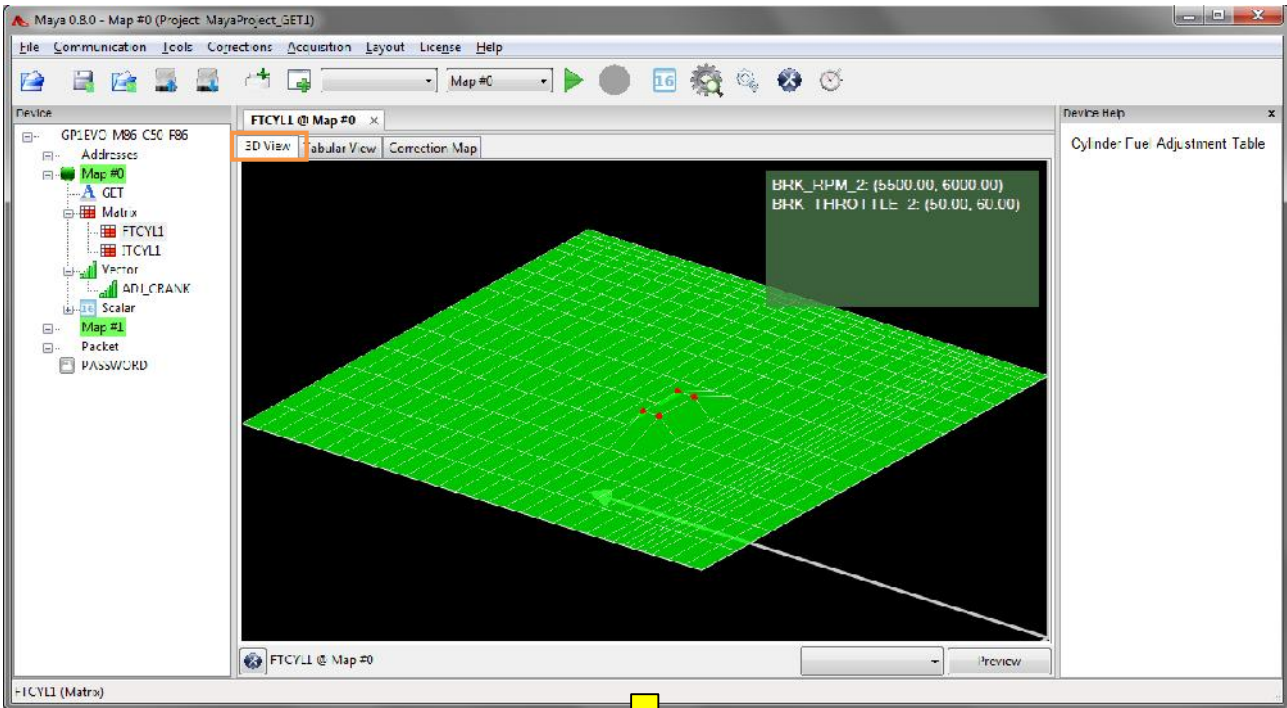 Maya 0.8.0 - Map #0 (Project: MayaProject_GET1)
File Communication Tools Corrections Acquisition Layout License Help
Map #0
16
Device
Device Help x
FTCYL1 @ Map #0 x
3D View Tabular View Correction Map
Cylinder Fuel Adjustment Table
GP1EVO M86 C50 F86
Addresses
Map #0
A GET
Matrix
FTCYL1
ITCYL1
Vector
ADJ_CRANK
16 Scalar
Map #1
Packet
PASSWORD
BRK_RPM_2: (5500.00, 6000.00)
BRK_THROTTLE_2: (50.00, 60.00)
FTCYL1 @ Map #0
Preview
FTCYL1 (Matrix)